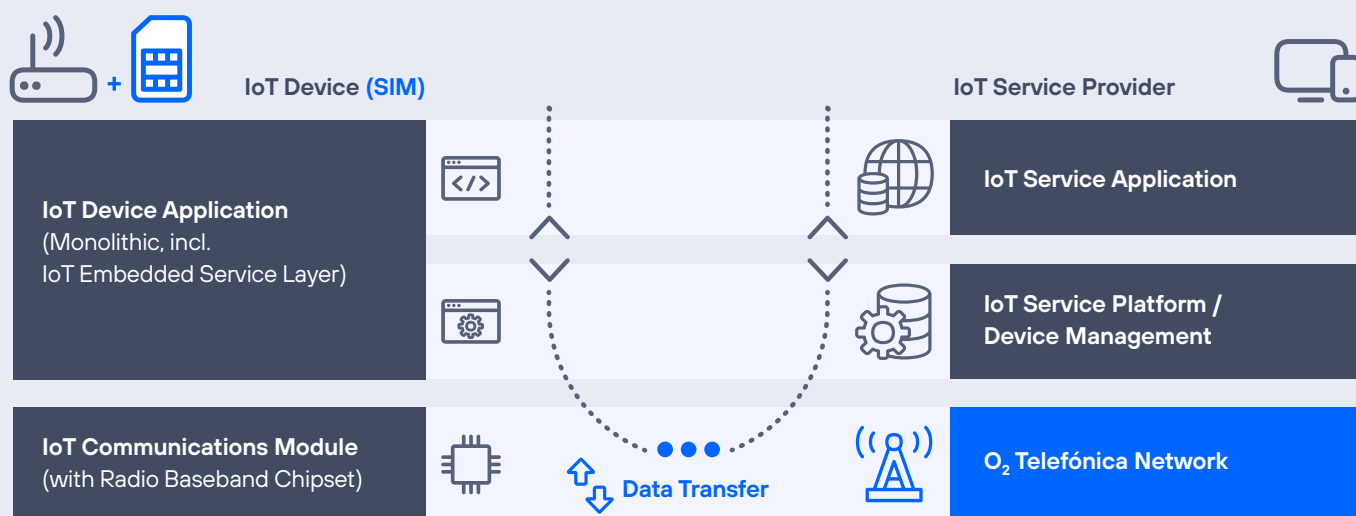 +
IoT Device (SIM)
IoT Service Provider
IoT Device Application
(Monolithic, incl.
IoT Embedded Service Layer)
</>
IoT Service Application
IoT Service Platform /
Device Management
IoT Communications Module
(with Radio Baseband Chipset)
Data Transfer
O₂ Telefónica Network